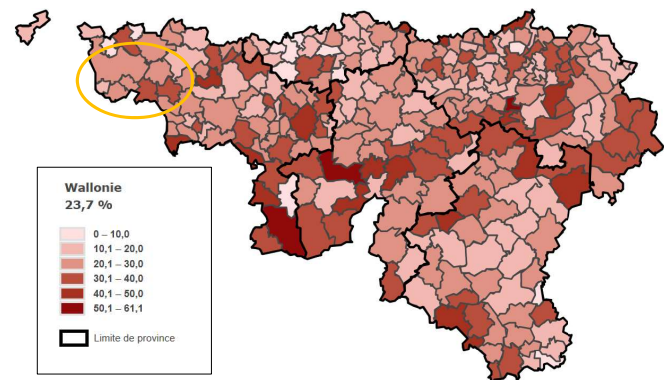 Wallonie
23,7 %
0 – 10,0
10,1 – 20,0
20,1 – 30,0
30,1 – 40,0
40,1 – 50,0
50,1 – 61,1
Limite de province